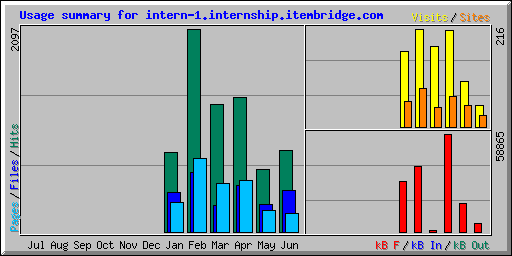 Usage summary for intern-1.internship.itembridge.com
Visits/Sites
2097
216
Pages/Files/Hits
58865
Jul Aug Sep Oct Nov Dec Jan Feb Mar Apr May Jun
kB F/kB In/kB Out